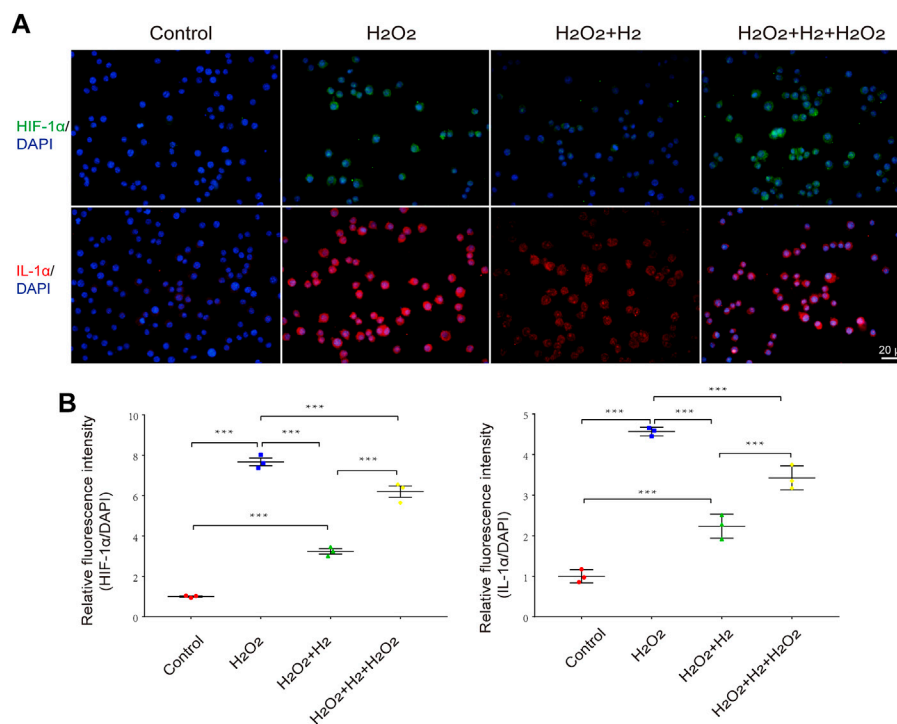 A
Control
H2O2
H2O2+H2
H2O2+H2+H2O2
HIF-1α/
DAPI
IL-1α/
DAPI
20 μ
B
Relative fluorescence intensity
(HIF-1α/DAPI)
10
8
6
4
2
0
***
***
***
***
***
Control
H2O2
H2O2+H2
H2O2+H2+H2O2
Relative fluorescence intensity
(IL-1α/DAPI)
5
4
3
2
1
0
***
***
***
***
***
Control
H2O2
H2O2+H2
H2O2+H2+H2O2